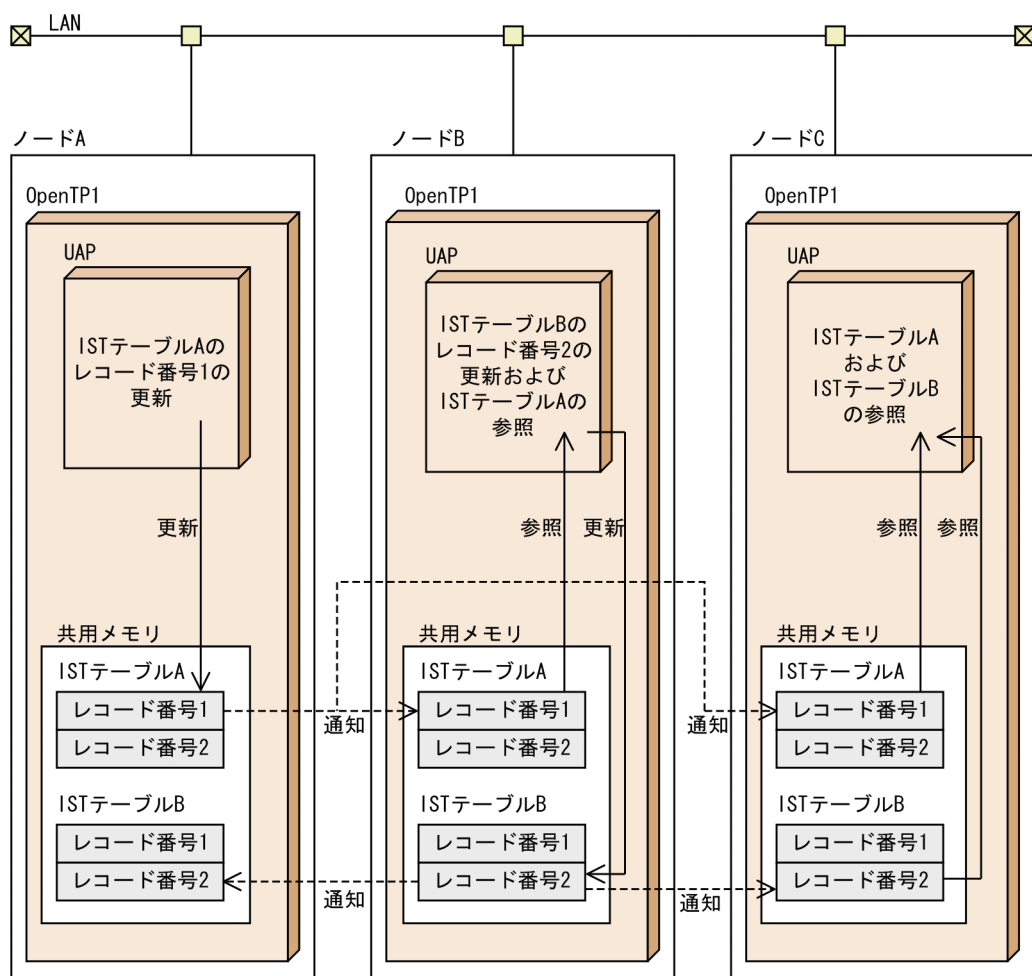 LAN
ノードA
ノードB
ノードC
OpenTP1
OpenTP1
OpenTP1
UAP
UAP
UAP
ISTテーブルAの
レコード番号1の
更新
ISTテーブルBの
レコード番号2の
更新および
ISTテーブルAの
参照
ISTテーブルA
および
ISTテーブルB
の参照
更新
参照
更新
参照
参照
共用メモリ
共用メモリ
共用メモリ
ISTテーブルA
レコード番号1
レコード番号2
ISTテーブルB
レコード番号1
レコード番号2
通知
通知
ISTテーブルA
レコード番号1
レコード番号2
ISTテーブルB
レコード番号1
レコード番号2
通知
通知
ISTテーブルA
レコード番号1
レコード番号2
ISTテーブルB
レコード番号1
レコード番号2